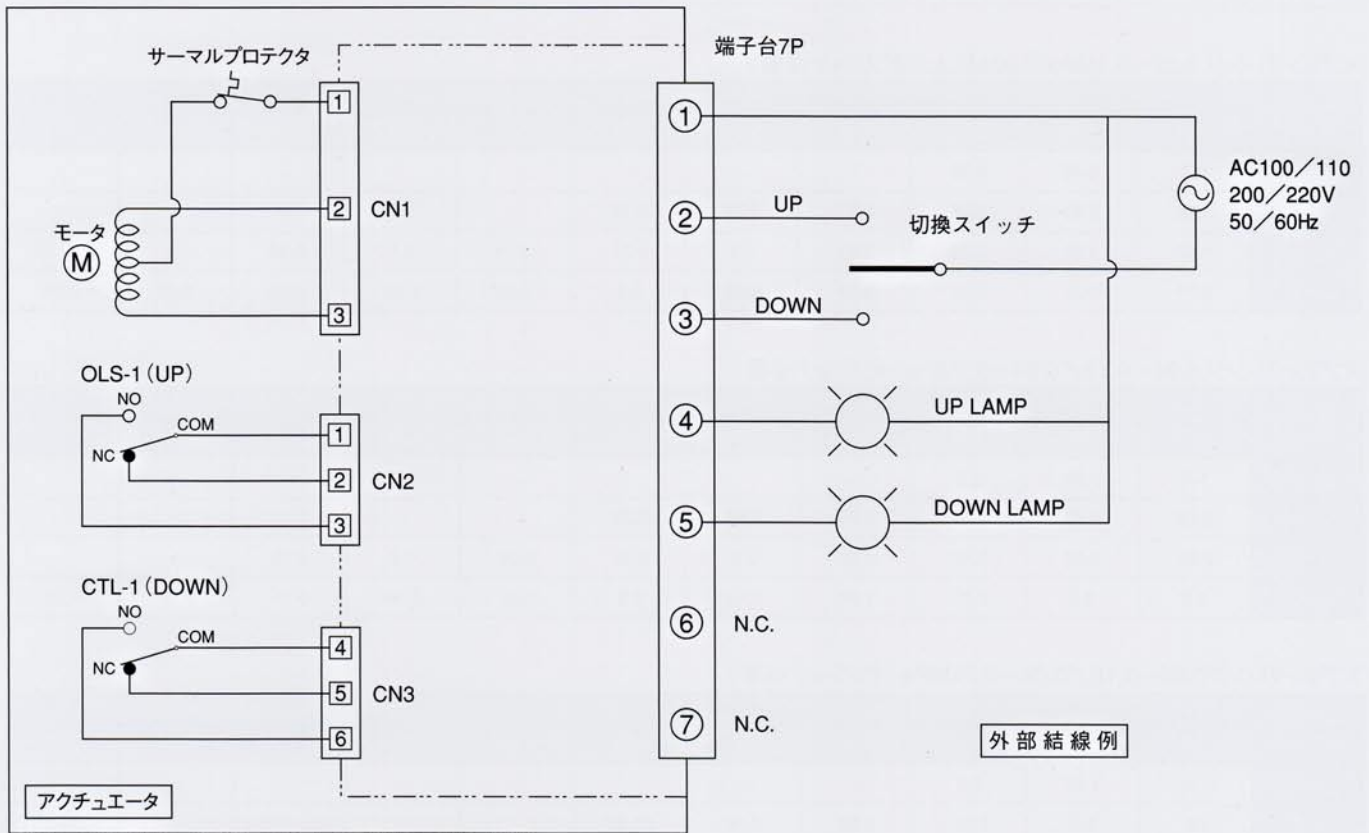 サーマルプロテクタ
モータ
M
1
2
3
CN1
OLS-1（UP）
NO
COM
NC
1
2
3
CN2
CTL-1（DOWN）
NO
COM
NC
4
5
6
CN3
アクチュエータ
端子台7P
①
② UP
③ DOWN
切換スイッチ
AC100／110
200／220V
50／60Hz
④ UP LAMP
⑤ DOWN LAMP
⑥ N.C.
⑦ N.C.
外部結線例